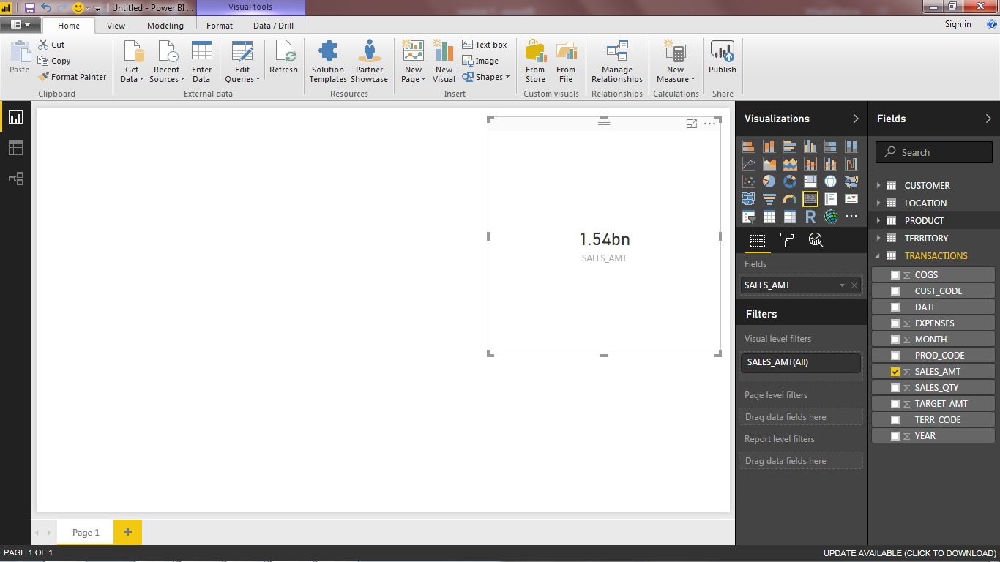 Untitled - Power BI ...
Visual tools
Home
View
Modeling
Format
Data / Drill
Sign in
Paste
Cut
Copy
Format Painter
Get Data
Recent Sources
Enter Data
Edit Queries
Refresh
Solution Templates
Partner Showcase
New Page
New Visual
Text box
Image
Shapes
From Store
From File
Manage Relationships
New Measure
Publish
Clipboard
External data
Resources
Insert
Custom visuals
Relationships
Calculations
Share
1.54bn
SALES_AMT
Visualizations
123
R
Fields
SALES_AMT
Filters
Visual level filters
SALES_AMT(All)
Page level filters
Drag data fields here
Report level filters
Drag data fields here
Fields
Search
CUSTOMER
LOCATION
PRODUCT
TERRITORY
TRANSACTIONS
COGS
CUST_CODE
DATE
EXPENSES
MONTH
PROD_CODE
SALES_AMT
SALES_QTY
TARGET_AMT
TERR_CODE
YEAR
Page 1
PAGE 1 OF 1
UPDATE AVAILABLE (CLICK TO DOWNLOAD)